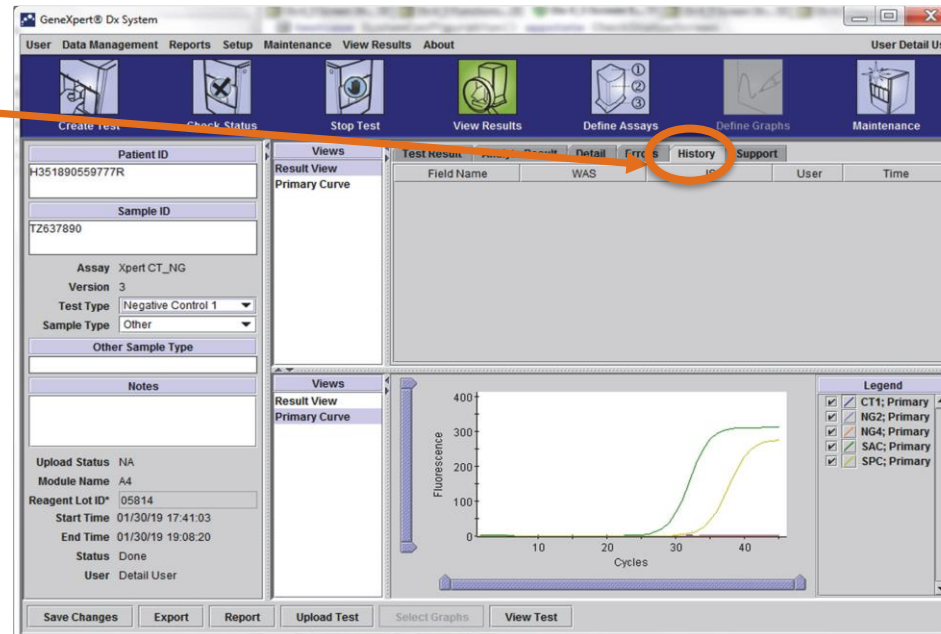 GeneXpert® Dx System
User Data Management Reports Setup Maintenance View Results About User Detail Us
Create Test Check Status Stop Test View Results Define Assays Define Graphs Maintenance
Patient ID
H351890559777R
Sample ID
TZ637890
Assay Xpert CT_NG
Version 3
Test Type Negative Control 1
Sample Type Other
Other Sample Type
Notes
Upload Status NA
Module Name A4
Reagent Lot ID* 05814
Start Time 01/30/19 17:41:03
End Time 01/30/19 19:08:20
Status Done
User Detail User
Views
Result View
Primary Curve
Test Result Analyte Result Detail Errors History Support
Field Name WAS IS User Time
Views
Result View
Primary Curve
400
300
200
100
0
Fluorescence
10 20 30 40
Cycles
Legend
CT1; Primary
NG2; Primary
NG4; Primary
SAC; Primary
SPC; Primary
Save Changes Export Report Upload Test Select Graphs View Test